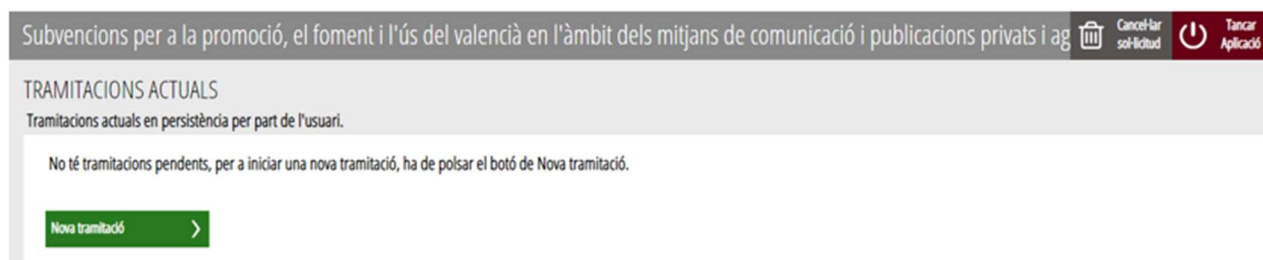 Subvencions per a la promoció, el foment i l'ús del valencià en l'àmbit dels mitjans de comunicació i publicacions privats i ag
Cancel·lar
sol·licitud
Tancar
Aplicació
TRAMITACIONS ACTUALS
Tramitacions actuals en persistència per part de l'usuari.
No té tramitacions pendents, per a iniciar una nova tramitació, ha de polsar el botó de Nova tramitació.
Nova tramitació